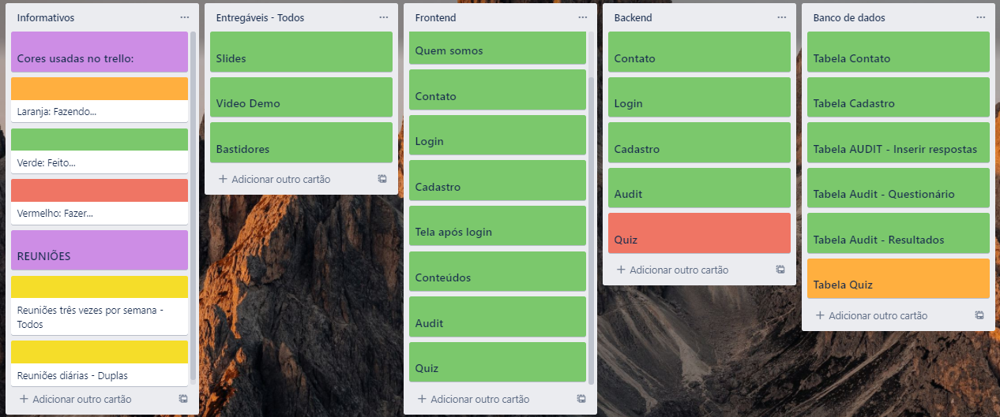 Informativos
Cores usadas no trello:
Laranja: Fazendo...
Verde: Feito...
Vermelho: Fazer...
REUNIÕES
Reuniões três vezes por semana -
Todos
Reuniões diárias - Duplas
+ Adicionar outro cartão
Entregáveis - Todos
Slides
Video Demo
Bastidores
+ Adicionar outro cartão
Frontend
Quem somos
Contato
Login
Cadastro
Tela após login
Conteúdos
Audit
Quiz
+ Adicionar outro cartão
Backend
Contato
Login
Cadastro
Audit
Quiz
+ Adicionar outro cartão
Banco de dados
Tabela Contato
Tabela Cadastro
Tabela AUDIT - Inserir respostas
Tabela Audit - Questionário
Tabela Audit - Resultados
Tabela Quiz
+ Adicionar outro cartão